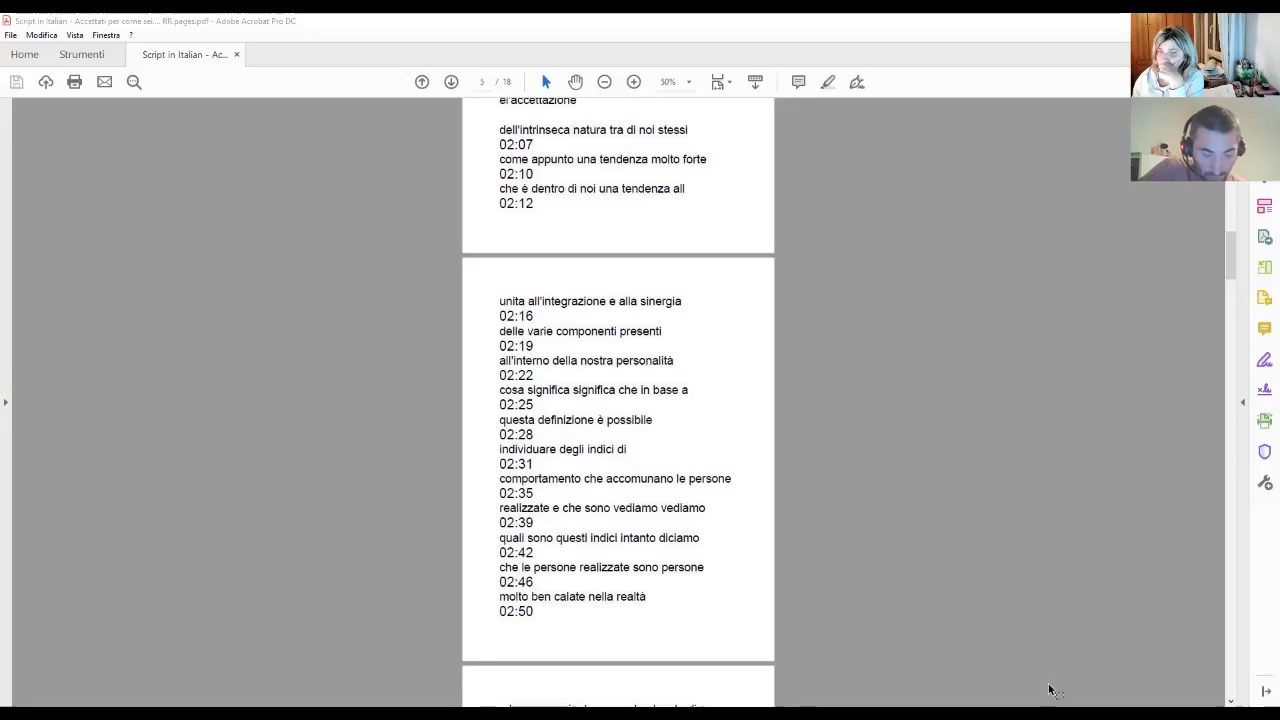 Script in Italian - Accettati per come sei.... RR.pages.pdf - Adobe Acrobat Pro DC
File Modifica Vista Finestra ?
Home Strumenti Script in Italian - Ac... ×
5 / 18 50%
ei accettazione
dell'intrinseca natura tra di noi stessi
02:07
come appunto una tendenza molto forte
02:10
che è dentro di noi una tendenza all
02:12
unita all'integrazione e alla sinergia
02:16
delle varie componenti presenti
02:19
all'interno della nostra personalità
02:22
cosa significa significa che in base a
02:25
questa definizione è possibile
02:28
individuare degli indici di
02:31
comportamento che accomunano le persone
02:35
realizzate e che sono vediamo vediamo
02:39
quali sono questi indici intanto diciamo
02:42
che le persone realizzate sono persone
02:46
molto ben calate nella realtà
02:50